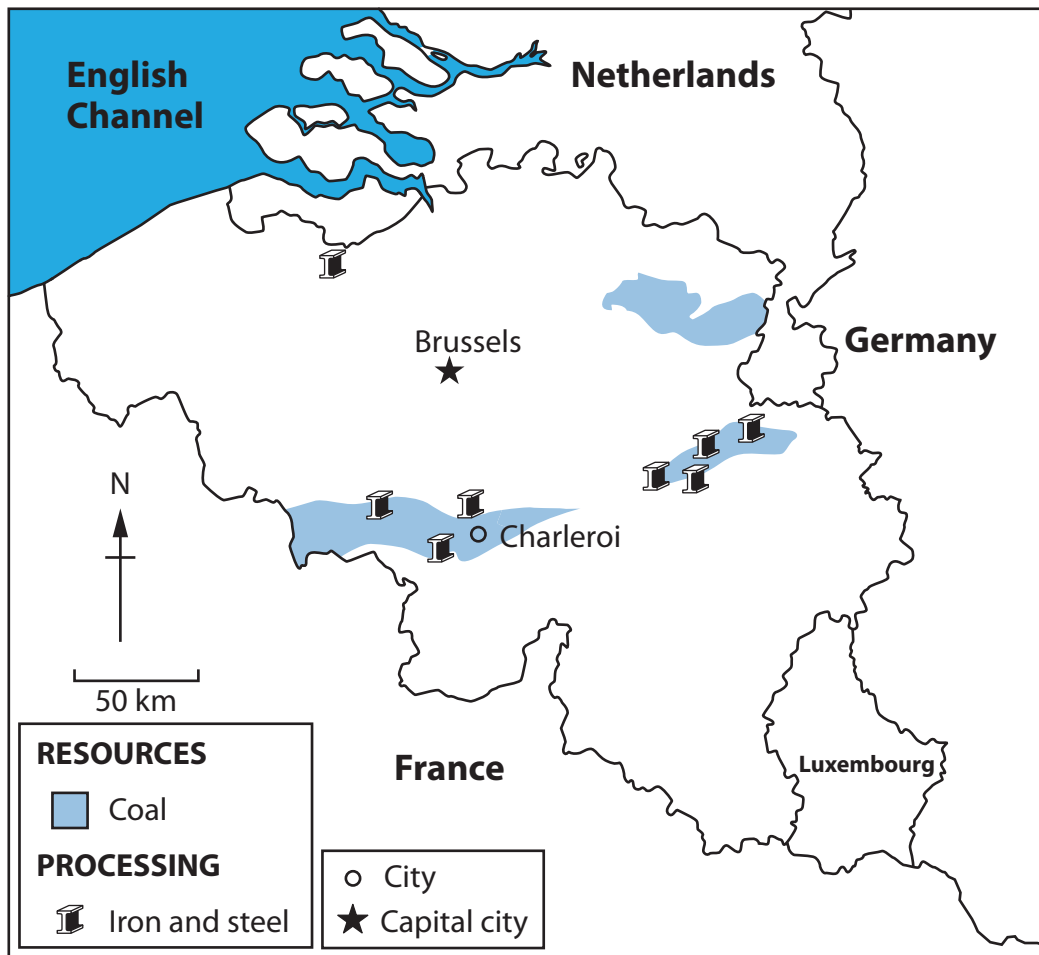 English
Channel
Netherlands
Germany
Brussels
N
Charleroi
50 km
France
Luxembourg
RESOURCES
Coal
PROCESSING
Iron and steel
City
Capital city